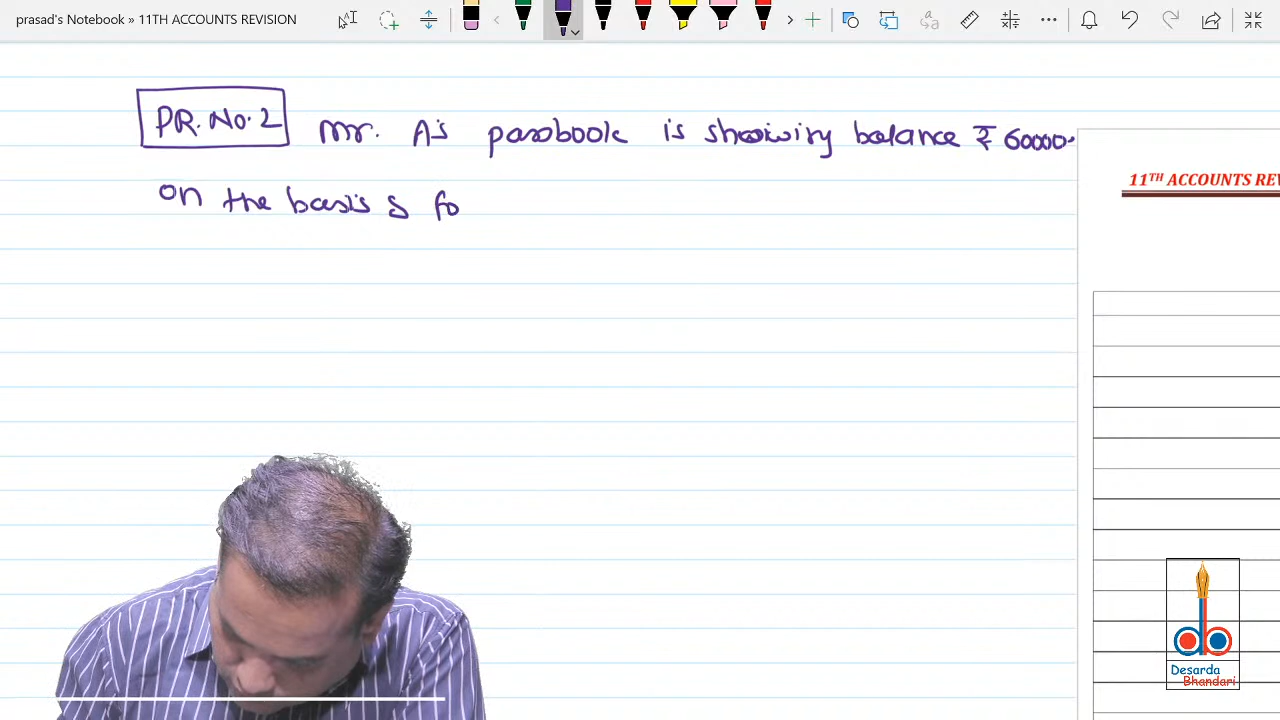 prasad's Notebook » 11TH ACCOUNTS REVISION
PR. No. 2 Mr. A's passbook is showing balance ₹ 60000.
on the basis of fo
11TH ACCOUNTS REV
Desarda
Bhandari